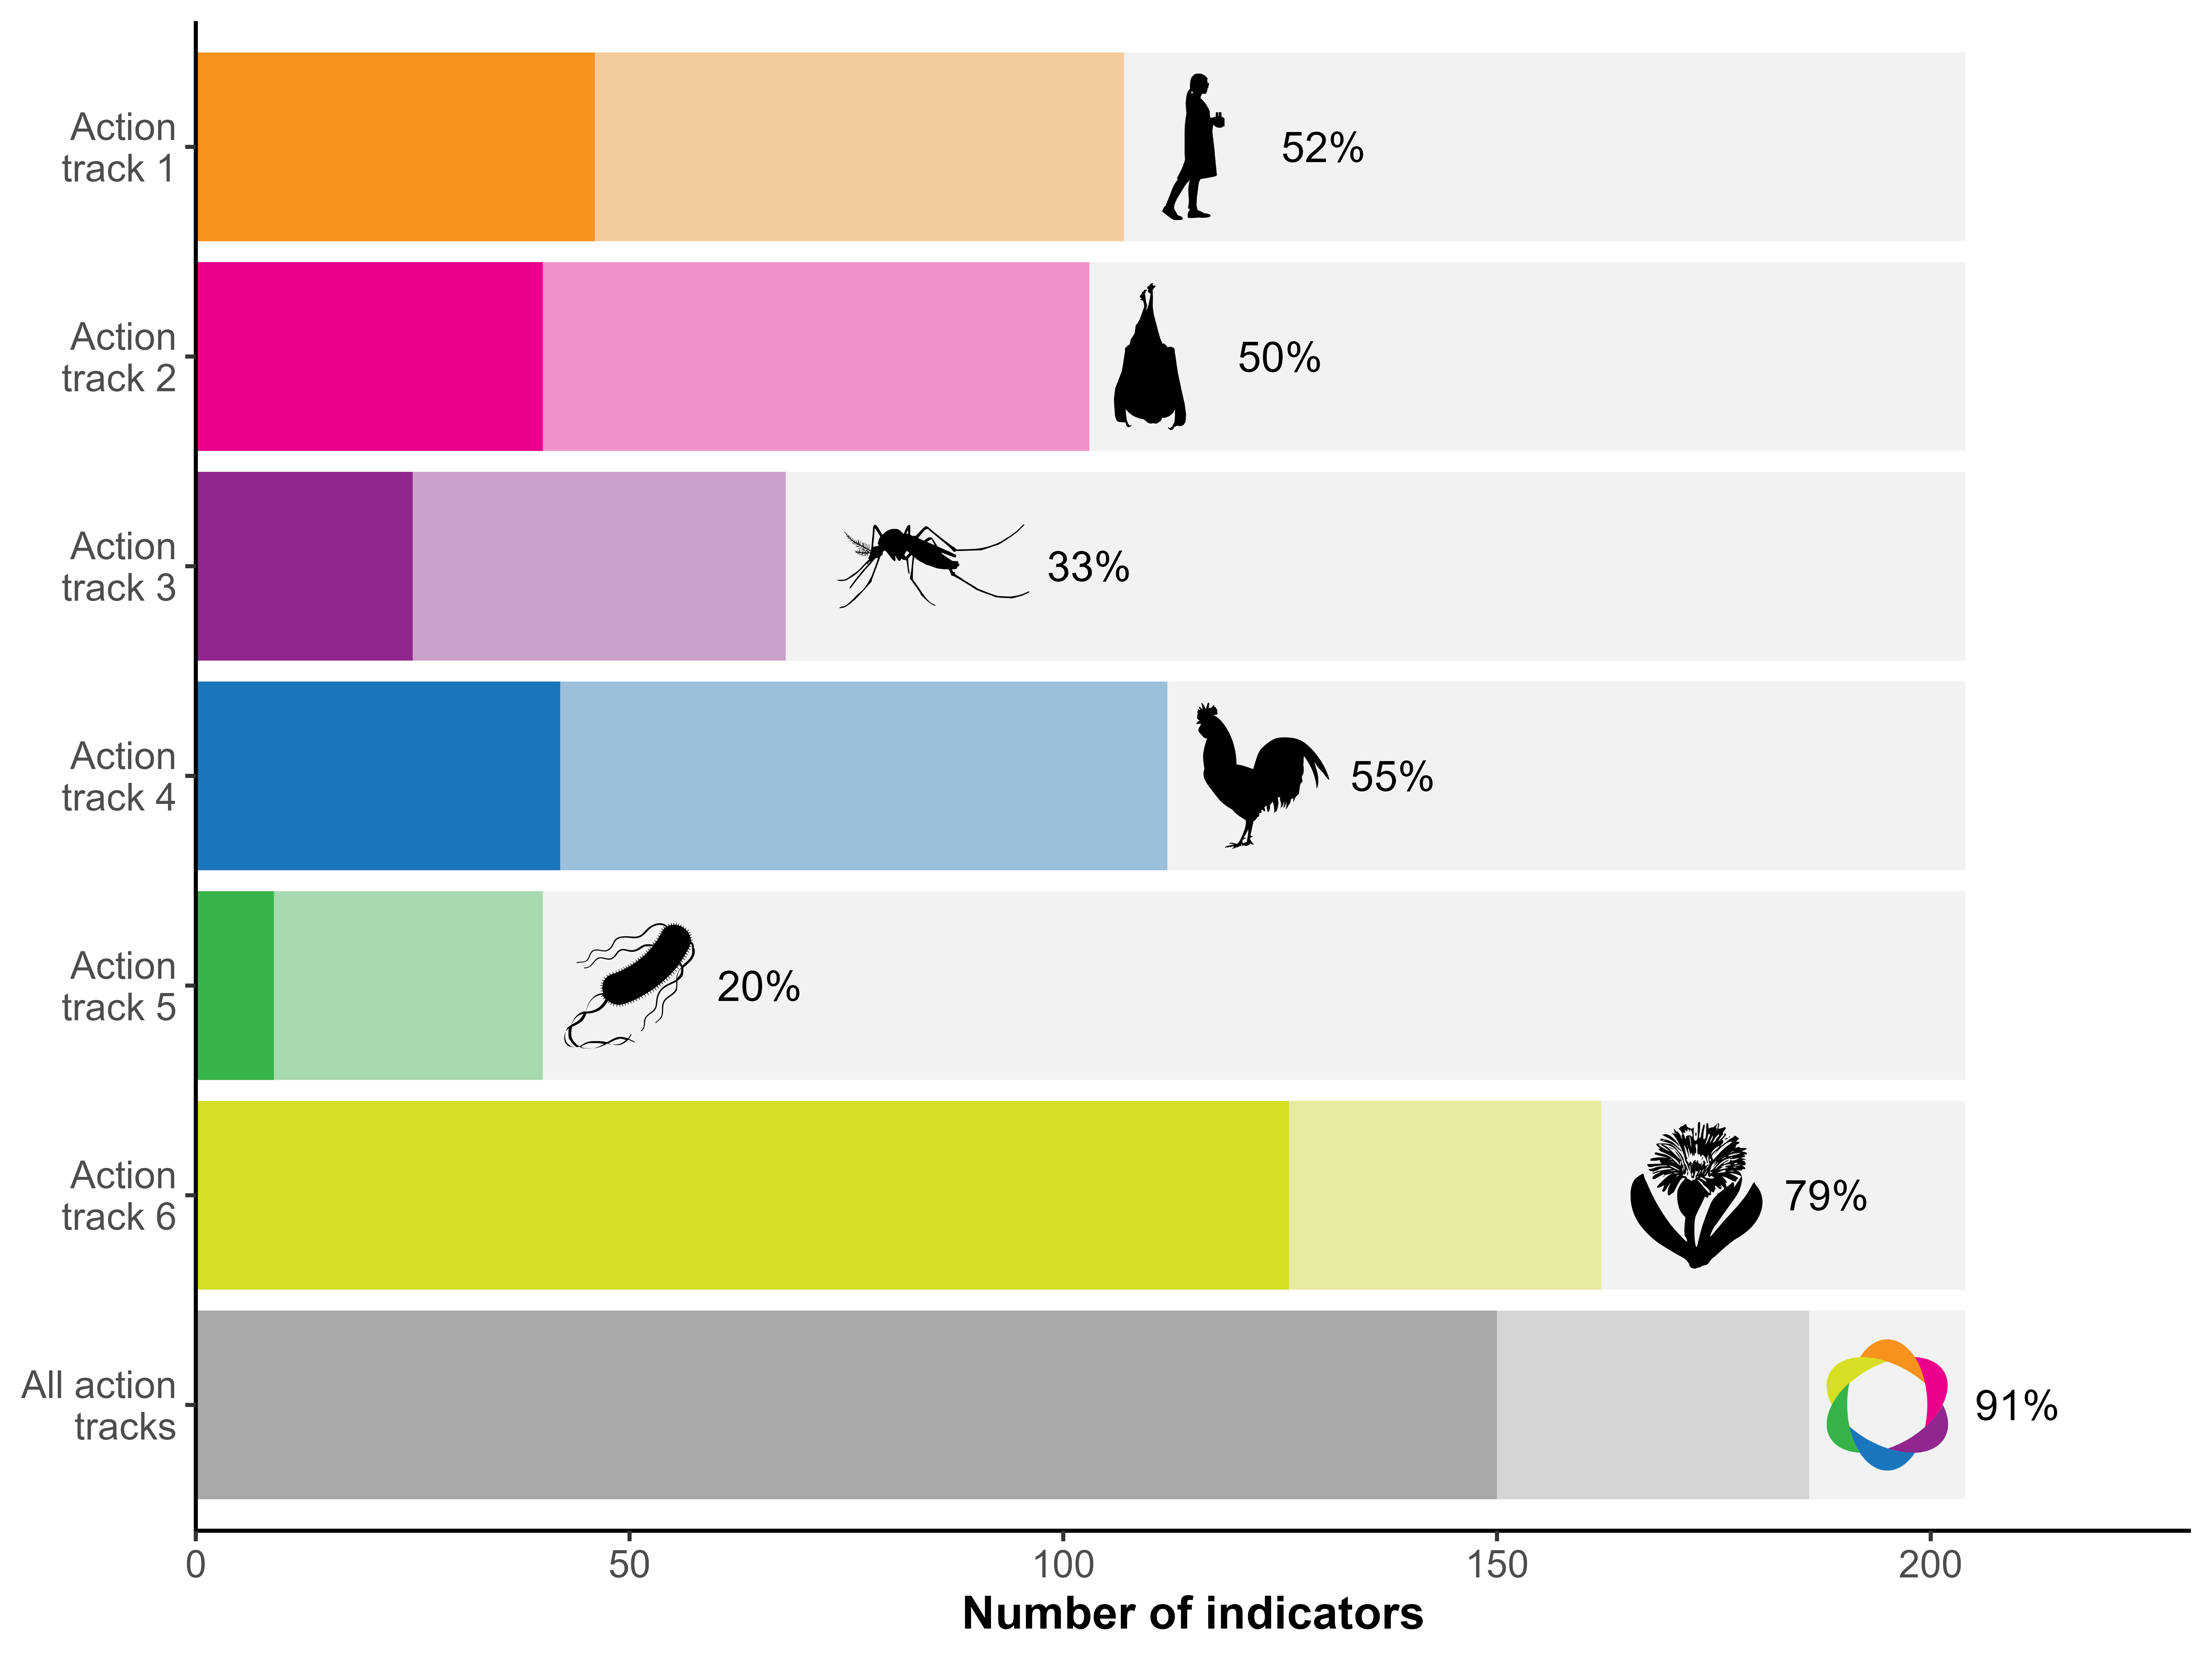 Action
track 1
52%
Action
track 2
50%
Action
track 3
33%
Action
track 4
55%
Action
track 5
20%
Action
track 6
79%
All action
tracks
91%
0
50
100
150
200
Number of indicators